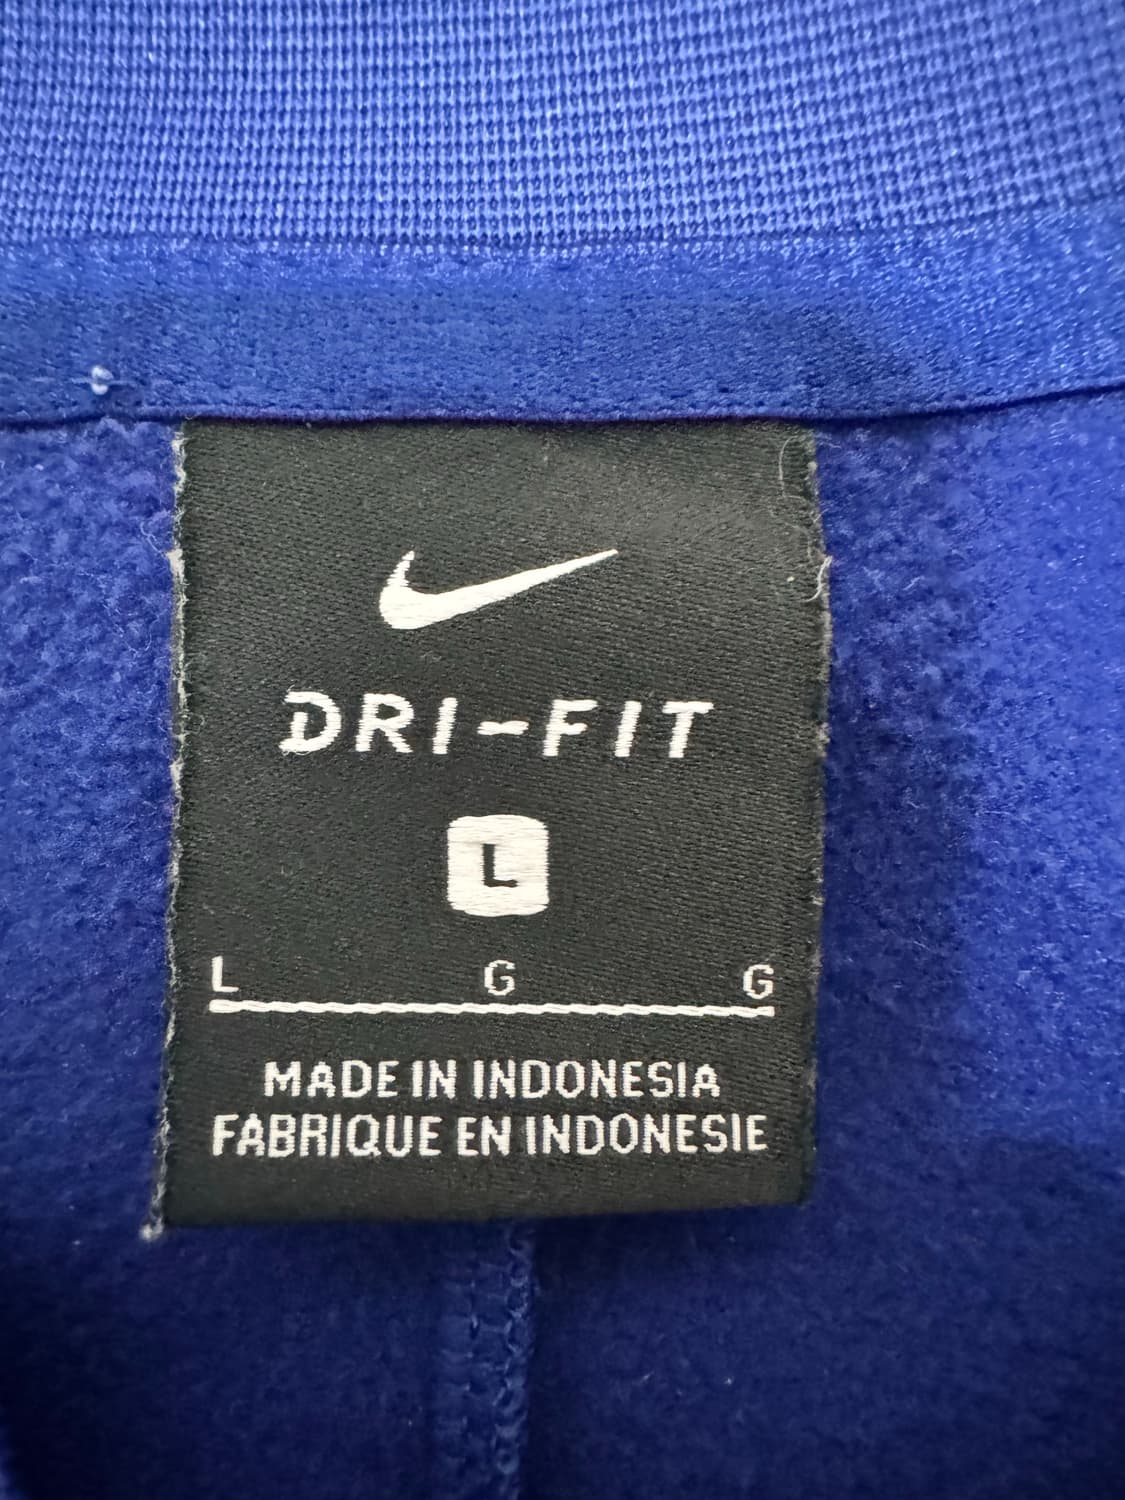 DRI-FIT
L
L G G
MADE IN INDONESIA
FABRIQUE EN INDONESIE